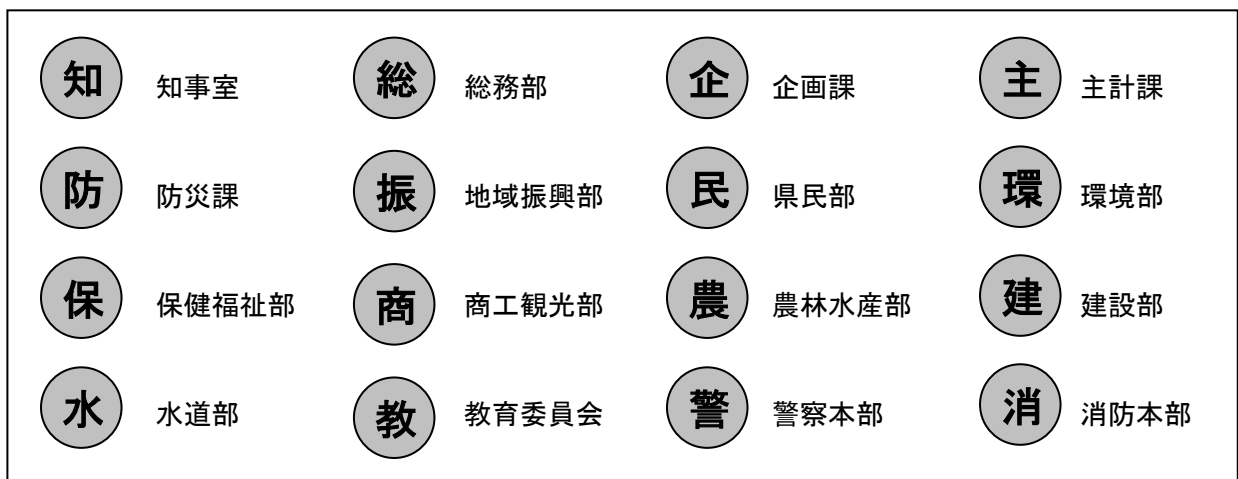 知 知事室 総 総務部 企 企画課 主 主計課
防 防災課 振 地域振興部 民 県民部 環 環境部
保 保健福祉部 商 商工観光部 農 農林水産部 建 建設部
水 水道部 教 教育委員会 警 警察本部 消 消防本部